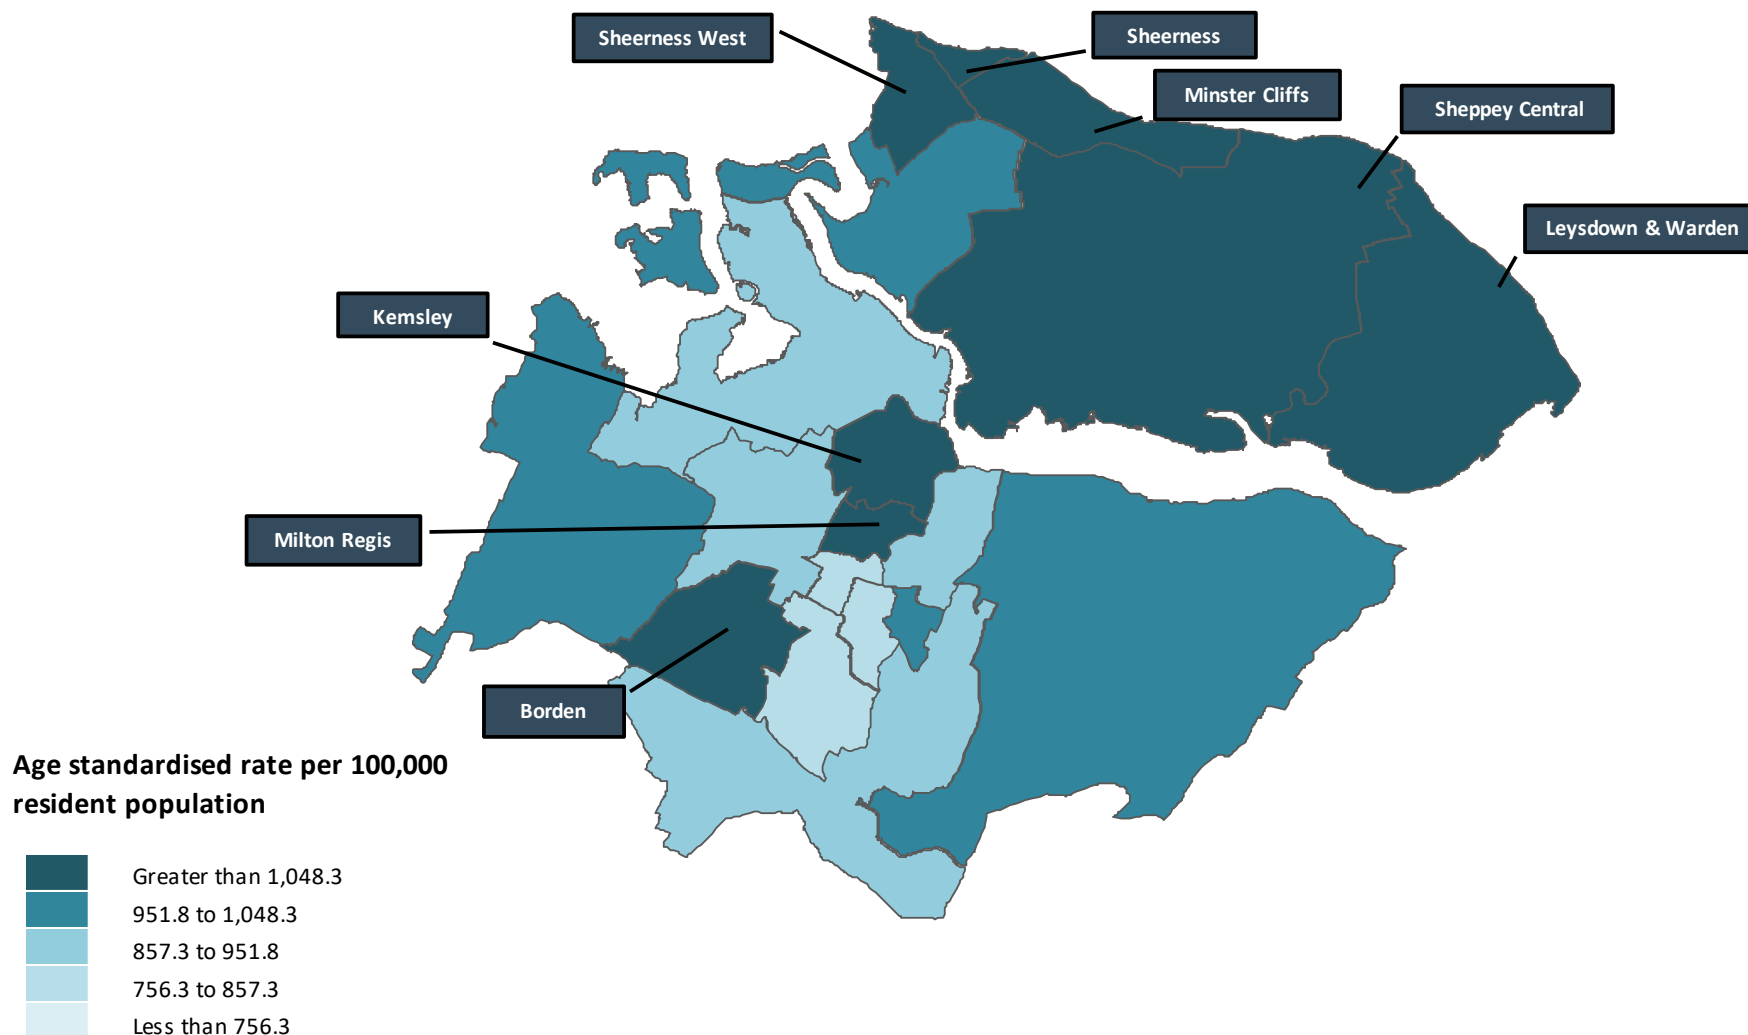 Sheerness West
Sheerness
Minster Cliffs
Sheppey Central
Leysdown & Warden
Kemsley
Milton Regis
Borden
Age standardised rate per 100,000
resident population
Greater than 1,048.3
951.8 to 1,048.3
857.3 to 951.8
756.3 to 857.3
Less than 756.3